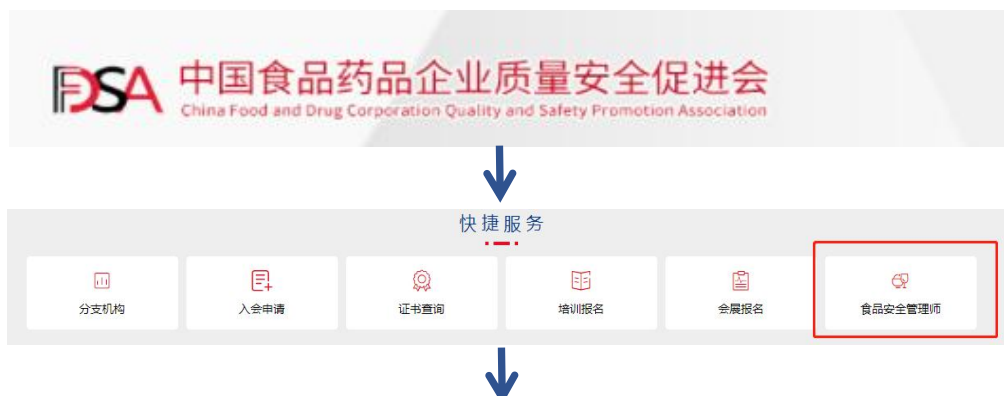 FDSA 中国食品药品企业质量安全促进会
China Food and Drug Corporation Quality and Safety Promotion Association
快捷服务
分支机构 入会申请 证书查询 培训报名 会展报名 食品安全管理师